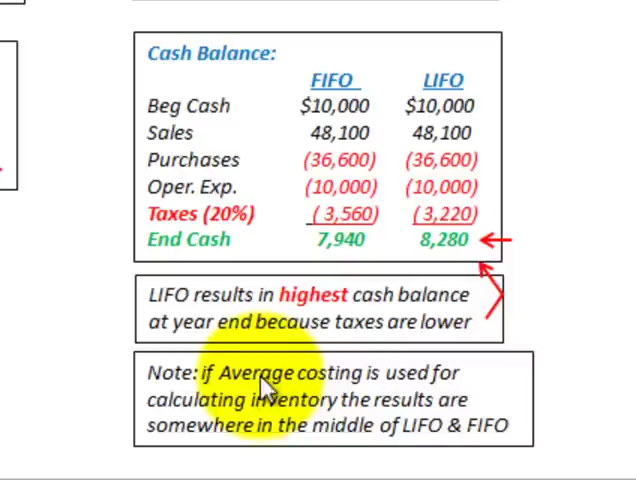 Cash Balance:
FIFO LIFO
Beg Cash $10,000 $10,000
Sales 48,100 48,100
Purchases (36,600) (36,600)
Oper. Exp. (10,000) (10,000)
Taxes (20%) ( 3,560) ( 3,220)
End Cash 7,940 8,280
LIFO results in highest cash balance
at year end because taxes are lower
Note: if Average costing is used for
calculating inventory the results are
somewhere in the middle of LIFO & FIFO